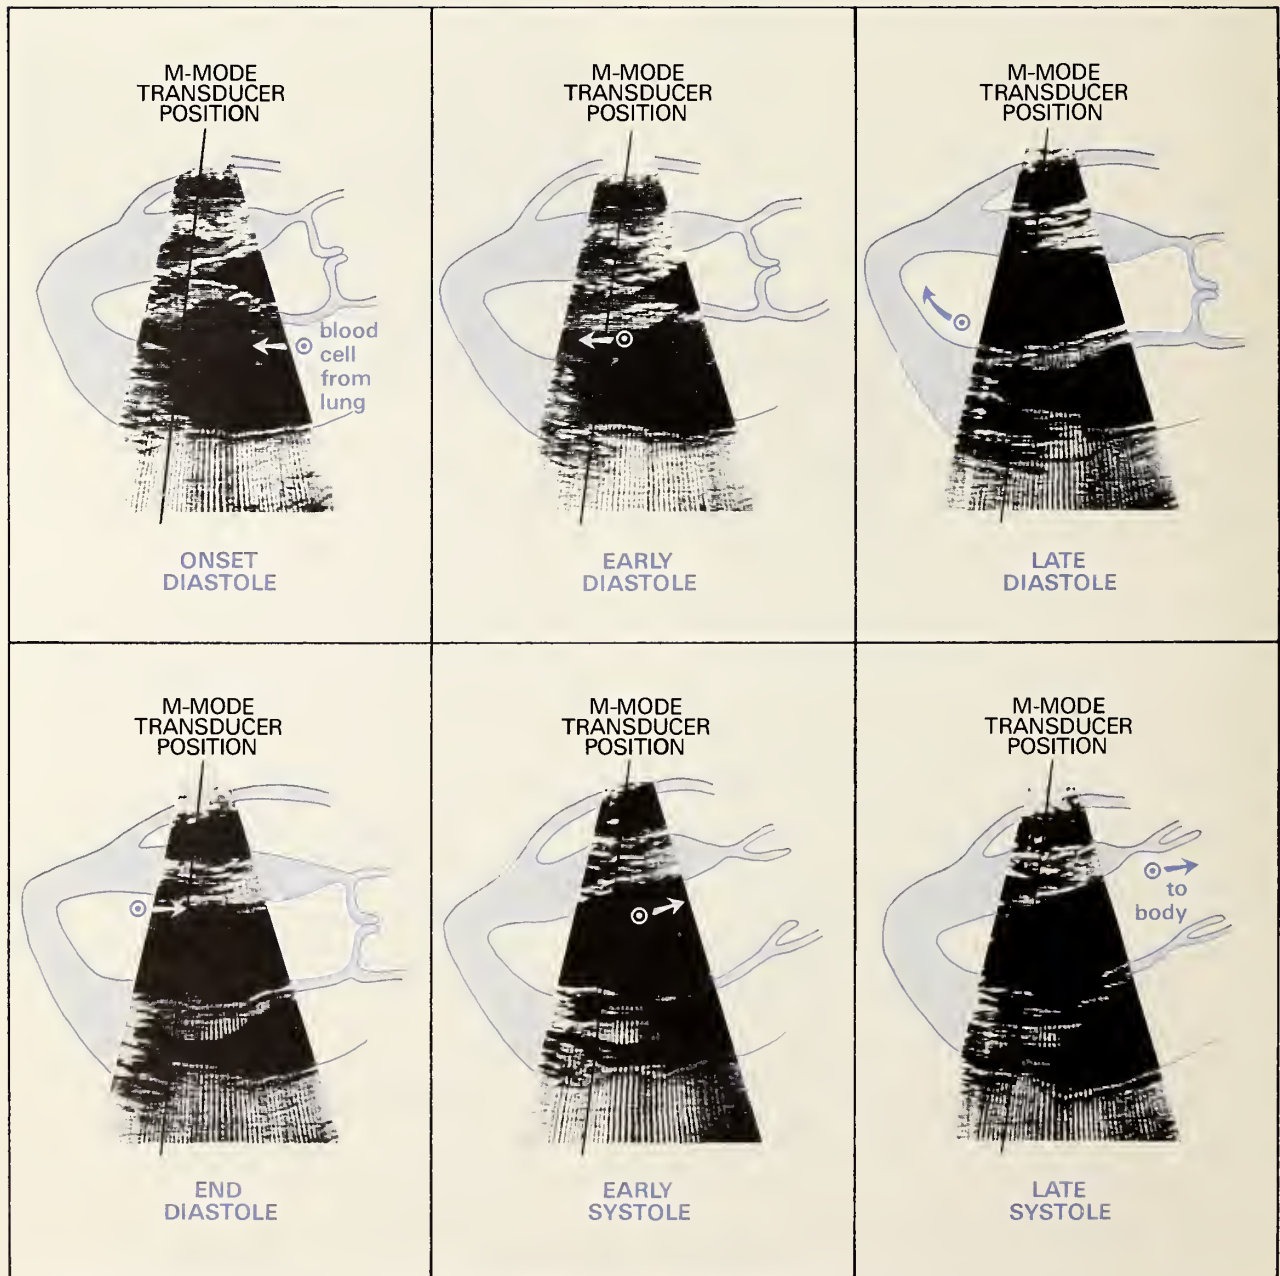 M-MODE
TRANSDUCER
POSITION
blood
cell
from
lung
ONSET
DIASTOLE
M-MODE
TRANSDUCER
POSITION
EARLY
DIASTOLE
M-MODE
TRANSDUCER
POSITION
LATE
DIASTOLE
M-MODE
TRANSDUCER
POSITION
END
DIASTOLE
M-MODE
TRANSDUCER
POSITION
EARLY
SYSTOLE
M-MODE
TRANSDUCER
POSITION
to
body
LATE
SYSTOLE